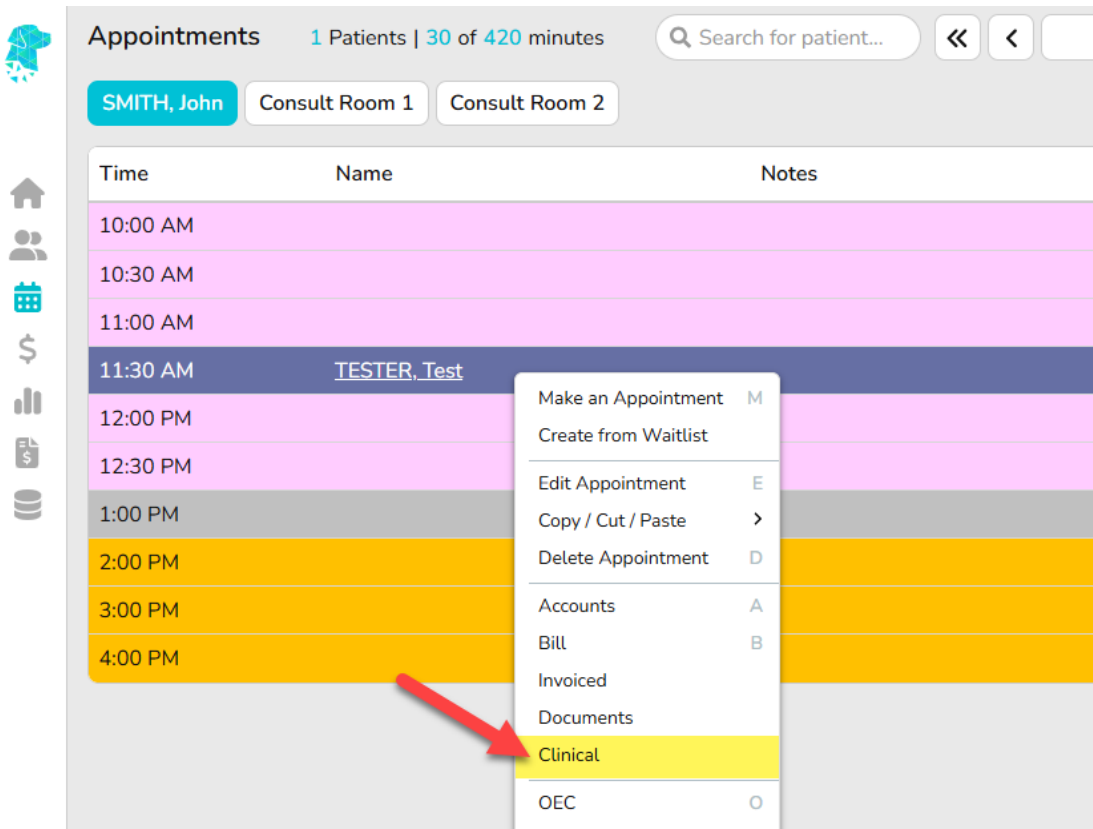 Appointments 1 Patients | 30 of 420 minutes Search for patient...
SMITH, John Consult Room 1 Consult Room 2
Time Name Notes
10:00 AM
10:30 AM
11:00 AM
11:30 AM TESTER, Test
Make an Appointment M
12:00 PM
Create from Waitlist
12:30 PM
Edit Appointment E
1:00 PM
Copy / Cut / Paste
2:00 PM
Delete Appointment D
3:00 PM
Accounts A
Bill B
4:00 PM
Invoiced
Documents
Clinical
OEC O